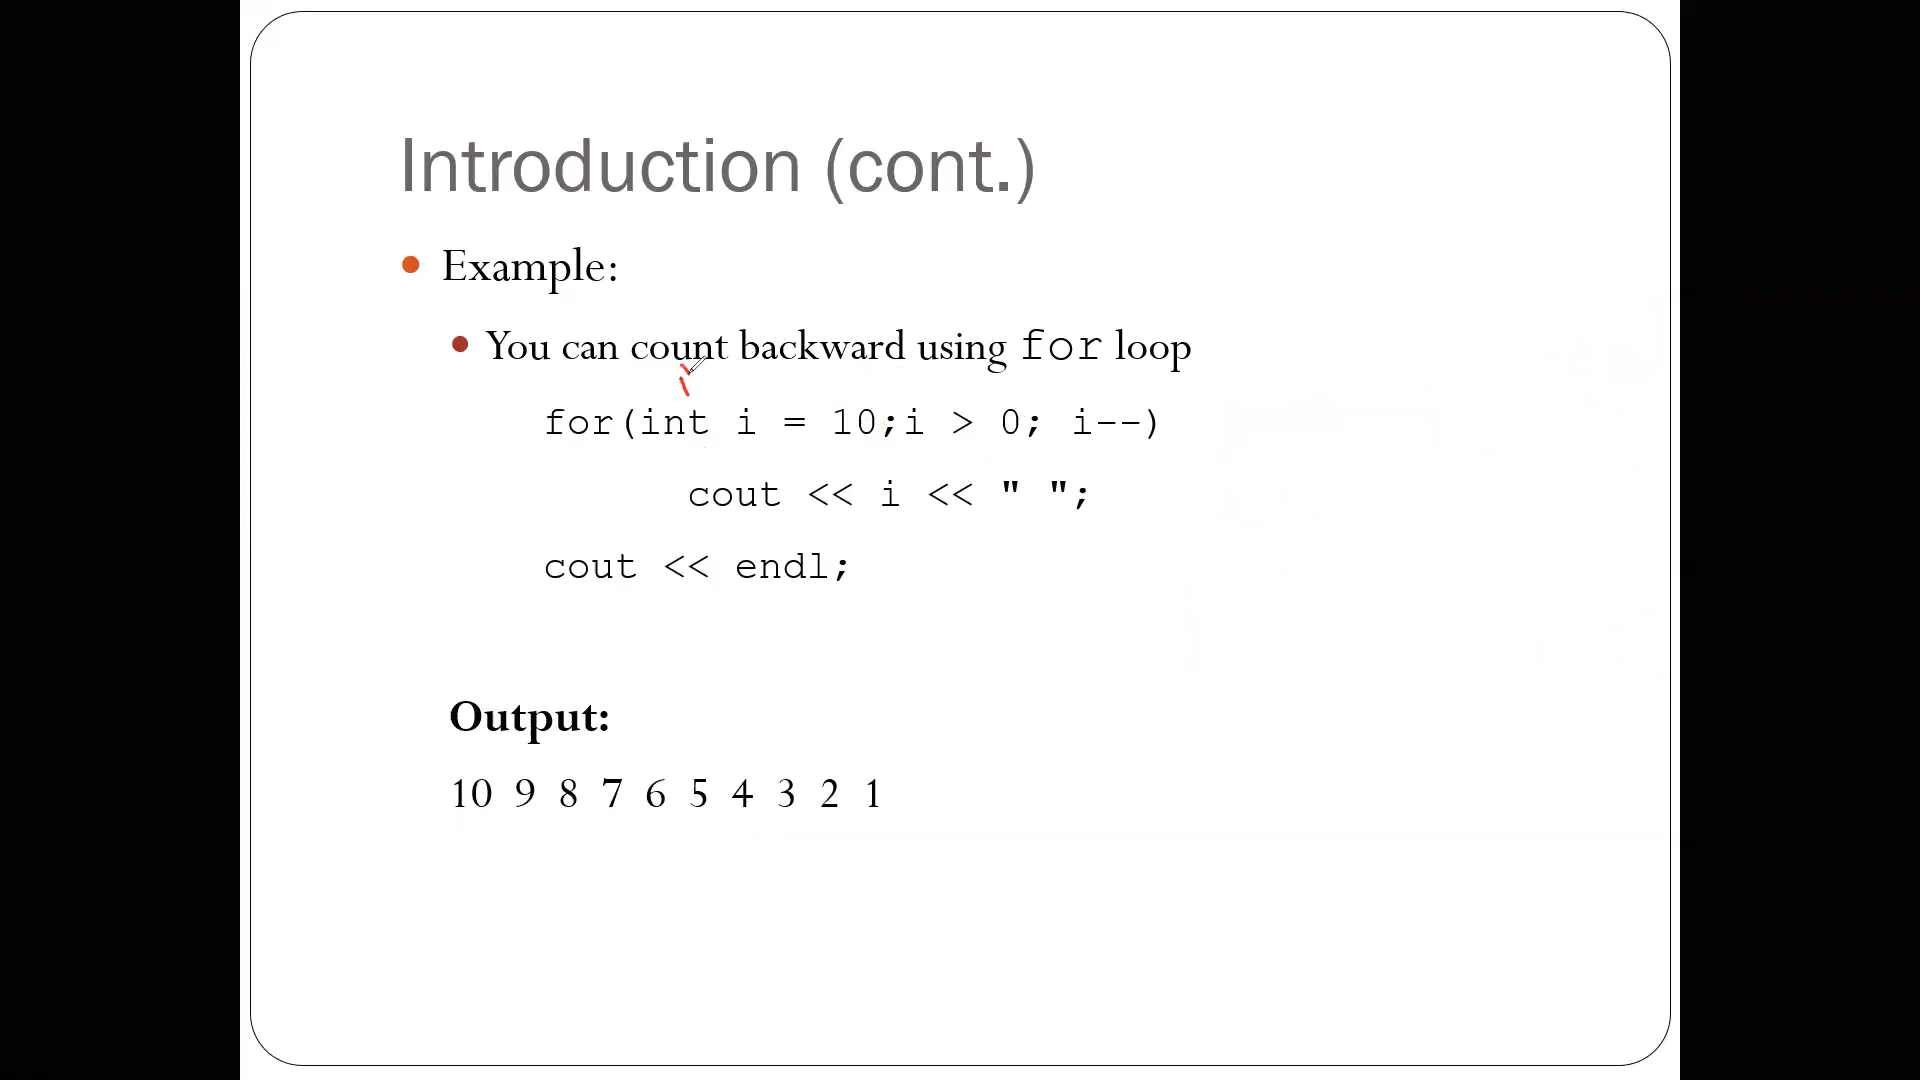 Introduction (cont.)
Example:
You can count backward using for loop
for(int i = 10;i > 0; i--)
cout << i << " ";
cout << endl;
Output:
10 9 8 7 6 5 4 3 2 1